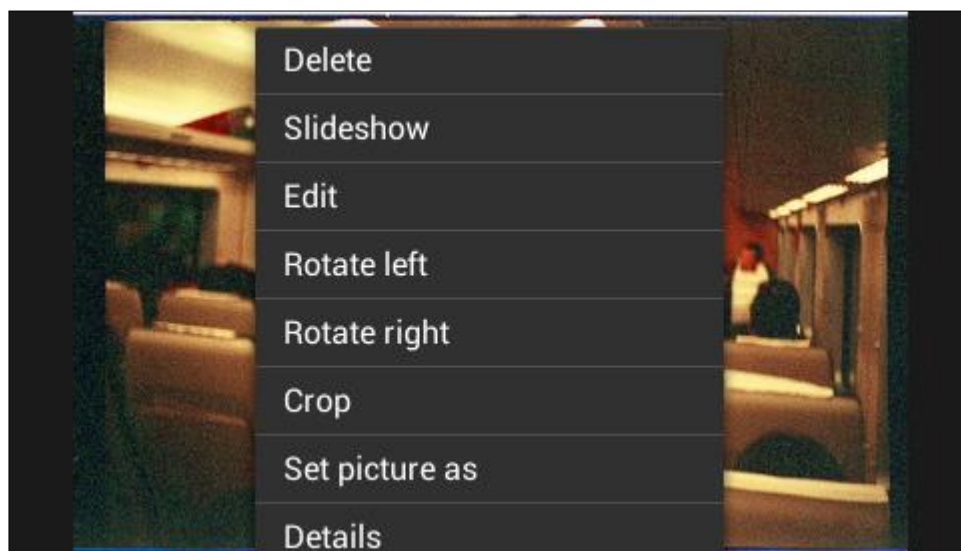 Delete
Slideshow
Edit
Rotate left
Rotate right
Crop
Set picture as
Details